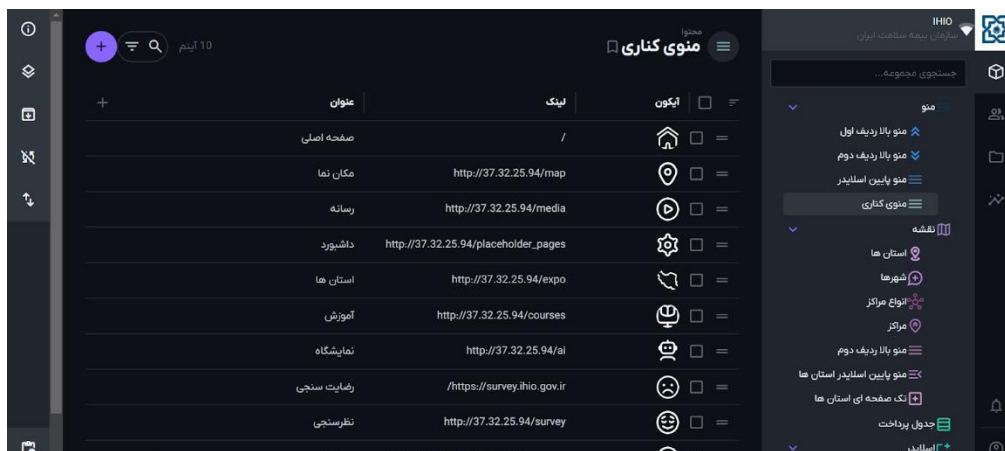 IHIO
سازمان بیمه سلامت ایران
جستجوی مجموعه...
منو
منو بالا ردیف اول
منو بالا ردیف دوم
منو پایین اسلایدر
منوی کناری
نقشه
استان ها
شهرها
انواع مراکز
مراکز
منو بالا ردیف دوم
منو پایین اسلایدر استان ها
تک صفحه ای استان ها
جدول پرداخت
اسلایدر
محتوا
منوی کناری
10 آیتم
آیکون لینک عنوان
/ صفحه اصلی
http://37.32.25.94/map مکان نما
http://37.32.25.94/media رسانه
http://37.32.25.94/placeholder_pages داشبورد
http://37.32.25.94/expo استان ها
http://37.32.25.94/courses آموزش
http://37.32.25.94/ai نمایشگاه
/https://survey.ihio.gov.ir رضایت سنجی
http://37.32.25.94/survey نظرسنجی